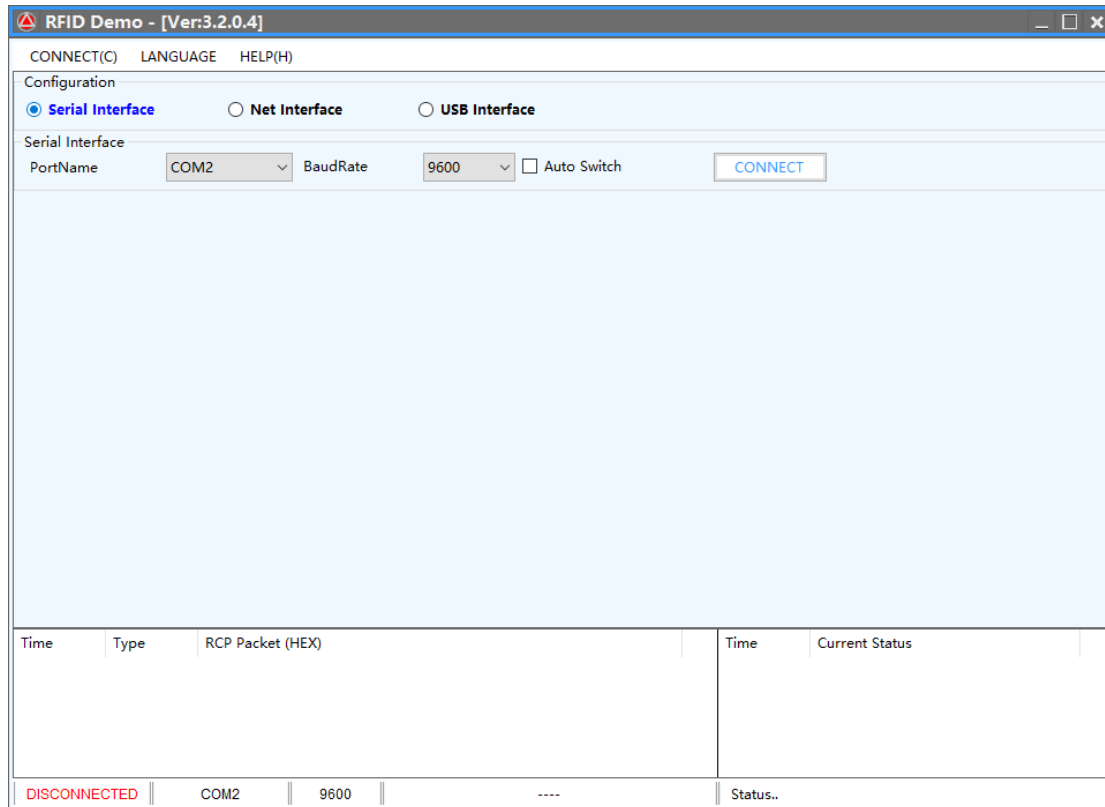 RFID Demo - [Ver:3.2.0.4]
CONNECT(C) LANGUAGE HELP(H)
Configuration
Serial Interface Net Interface USB Interface
Serial Interface
PortName COM2 BaudRate 9600 Auto Switch CONNECT
Time Type RCP Packet (HEX) Time Current Status
DISCONNECTED COM2 9600 ---- Status..